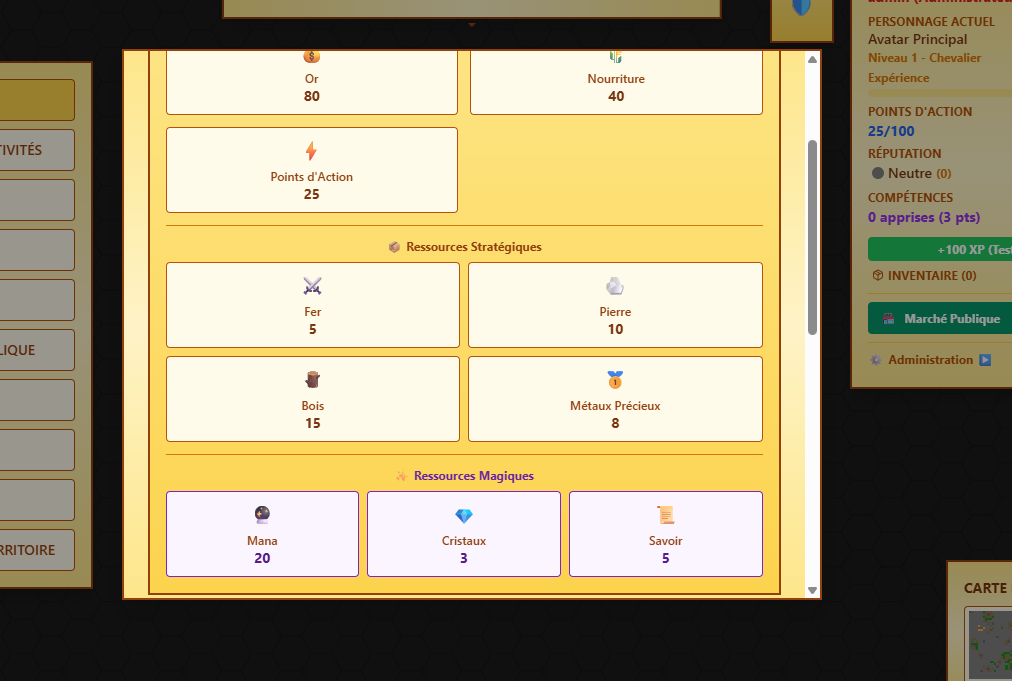 TIVITÉS
LIQUE
RRITOIRE
Or
80
Nourriture
40
Points d'Action
25
Ressources Stratégiques
Fer
5
Pierre
10
Bois
15
Métaux Précieux
8
Ressources Magiques
Mana
20
Cristaux
3
Savoir
5
PERSONNAGE ACTUEL
Avatar Principal
Niveau 1 - Chevalier
Expérience
POINTS D'ACTION
25/100
RÉPUTATION
Neutre (0)
COMPÉTENCES
0 apprises (3 pts)
+100 XP (Test
INVENTAIRE (0)
Marché Publique
Administration
CARTE